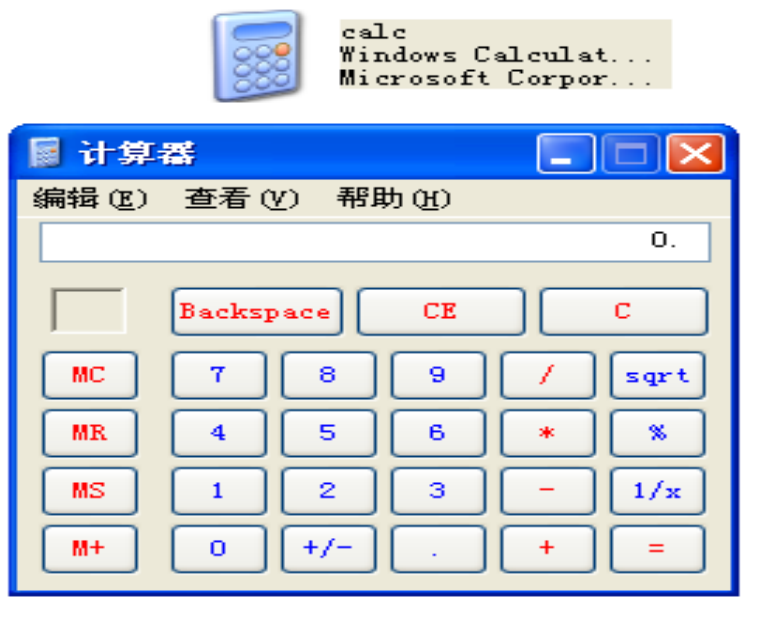 calc
Windows Calculat...
Microsoft Corpor...
计算器
编辑(E) 查看(V) 帮助(H)
0.
Backspace CE C
MC 7 8 9 / sqrt
MR 4 5 6 * %
MS 1 2 3 - 1/x
M+ 0 +/- . + =